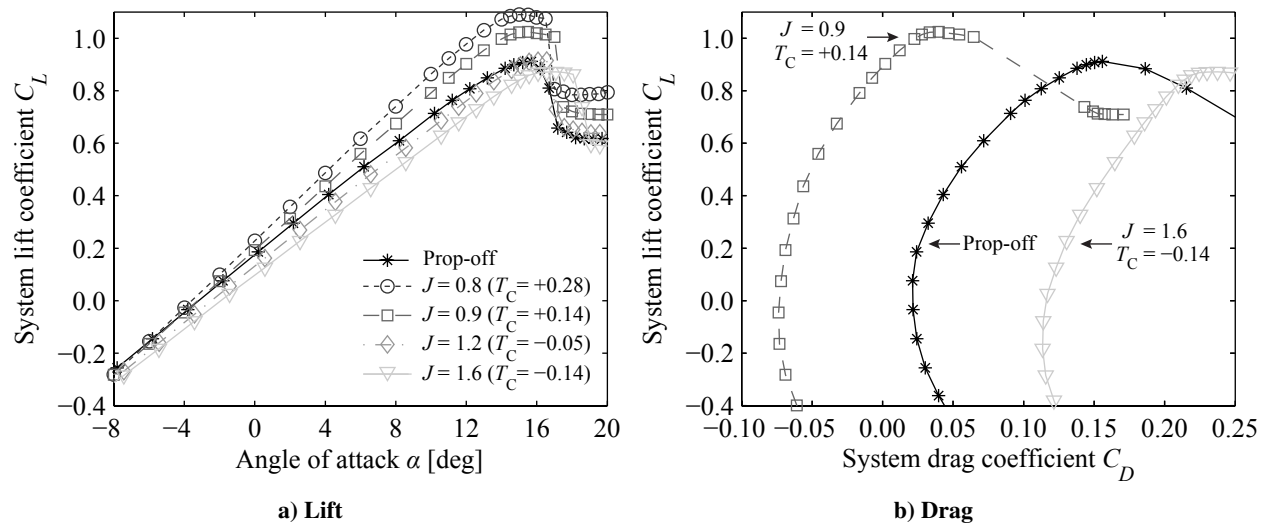 1.0
0.8
0.6
0.4
0.2
0.0
−0.2
−0.4
System lift coefficient C_L
Prop-off
J = 0.8 (T_C = +0.28)
J = 0.9 (T_C = +0.14)
J = 1.2 (T_C = −0.05)
J = 1.6 (T_C = −0.14)
−8 −4 0 4 8 12 16 20
Angle of attack α [deg]
a) Lift
1.0
0.8
0.6
0.4
0.2
0.0
−0.2
−0.4
System lift coefficient C_L
J = 0.9
T_C = +0.14
Prop-off
J = 1.6
T_C = −0.14
−0.10 −0.05 0.00 0.05 0.10 0.15 0.20 0.25
System drag coefficient C_D
b) Drag